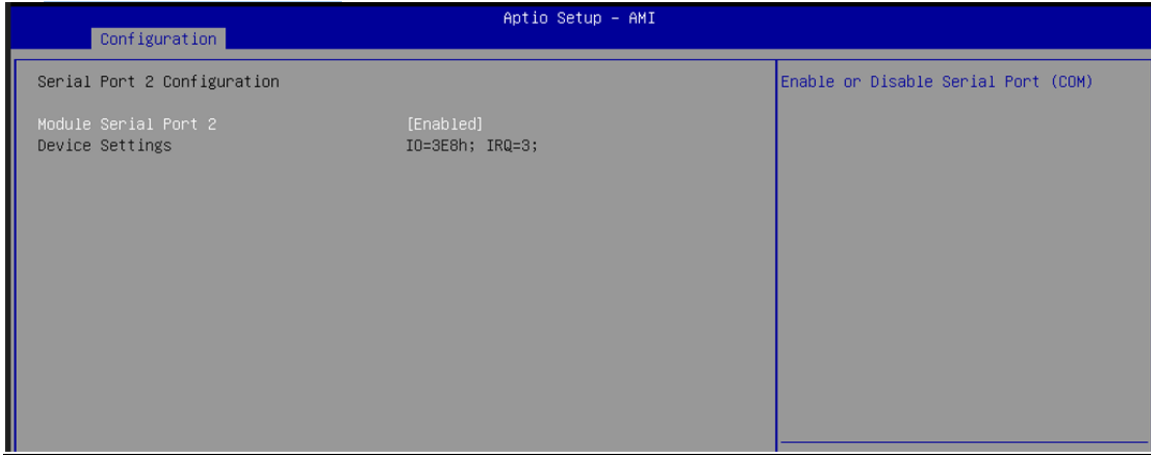 Aptio Setup – AMI
Configuration
Serial Port 2 Configuration
Enable or Disable Serial Port (COM)
Module Serial Port 2 [Enabled]
Device Settings IO=3E8h; IRQ=3;